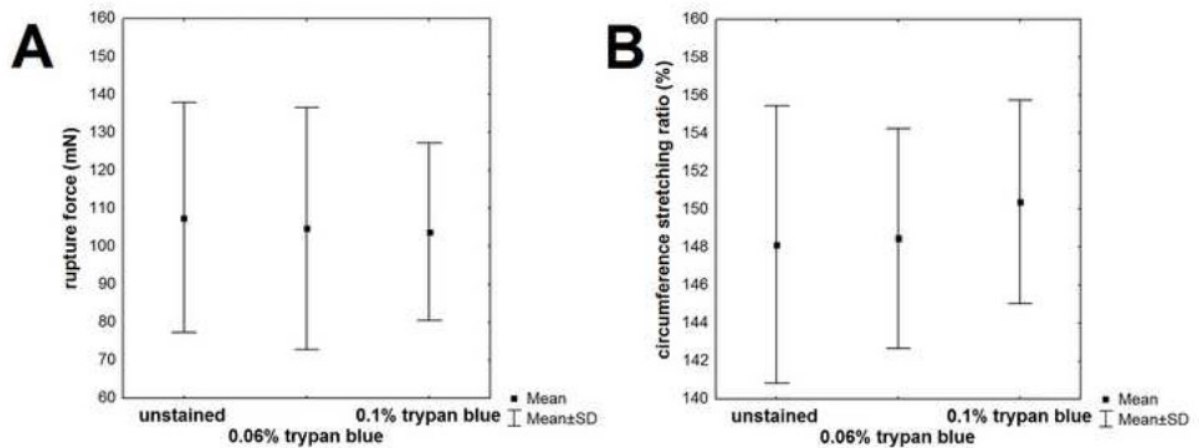 A
rupture force (mN)
160
150
140
130
120
110
100
90
80
70
60
unstained
0.06% trypan blue
0.1% trypan blue
Mean
Mean±SD
B
circumference stretching ratio (%)
160
158
156
154
152
150
148
146
144
142
140
unstained
0.06% trypan blue
0.1% trypan blue
Mean
Mean±SD